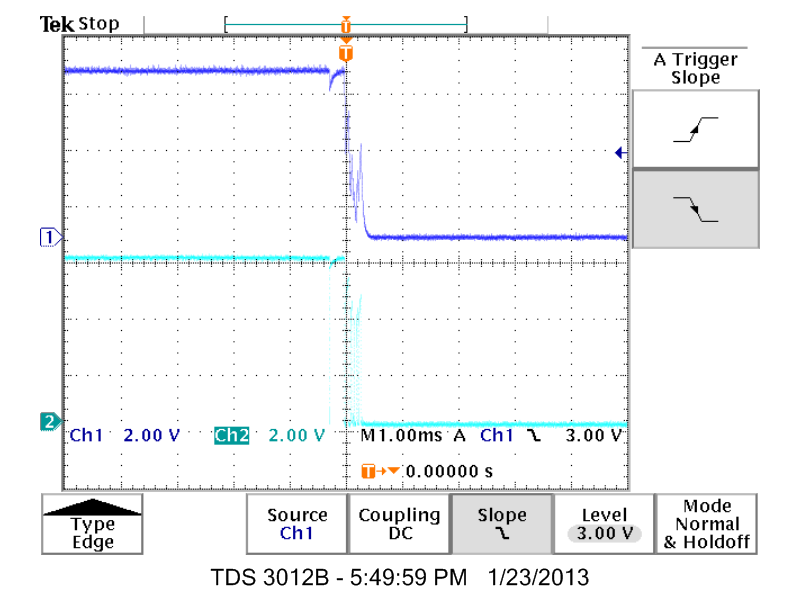 Tek Stop
T
T
A Trigger
Slope
1
2
Ch1 2.00 V Ch2 2.00 V M1.00ms A Ch1 3.00 V
T 0.00000 s
Type
Edge
Source
Ch1
Coupling
DC
Slope
Level
3.00 V
Mode
Normal
& Holdoff
TDS 3012B - 5:49:59 PM 1/23/2013